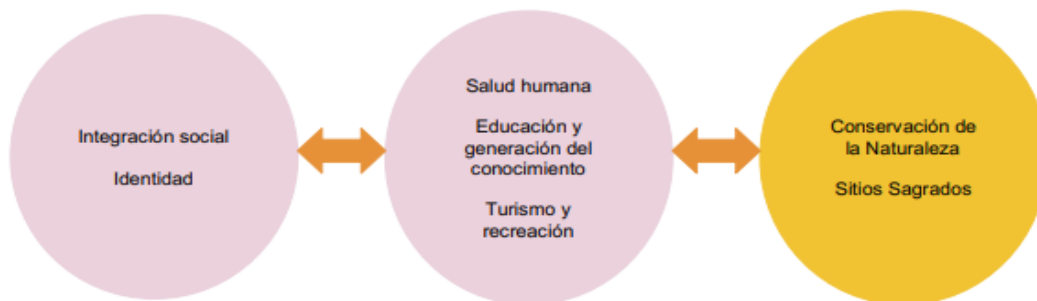 Integración social
Identidad
Salud humana
Educación y
generación del
conocimiento
Turismo y
recreación
Conservación de
la Naturaleza
Sitios Sagrados